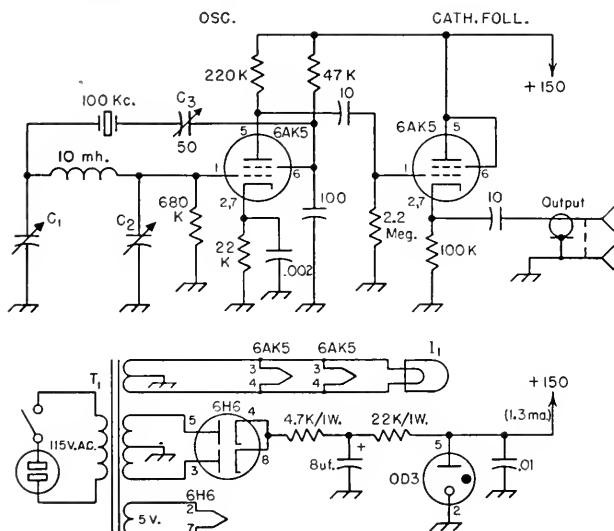 OSC.
CATH. FOLL.
220K
47K
+150
100 Kc.
C3
50
10
6AK5
5
1
6
2,7
6AK5
5
1
6
2,7
10 mh.
C1
C2
680
K
22
K
.002
100
2.2
Meg.
100K
10
Output
6AK5
3
4
6AK5
3
4
I1
T1
115V.A.C.
6H6
5
3
4
8
4.7K/1W.
22K/1W.
+150
(1.3 ma.)
+
8uf.
5
OD3
2
.01
5 V.
6H6
2
7